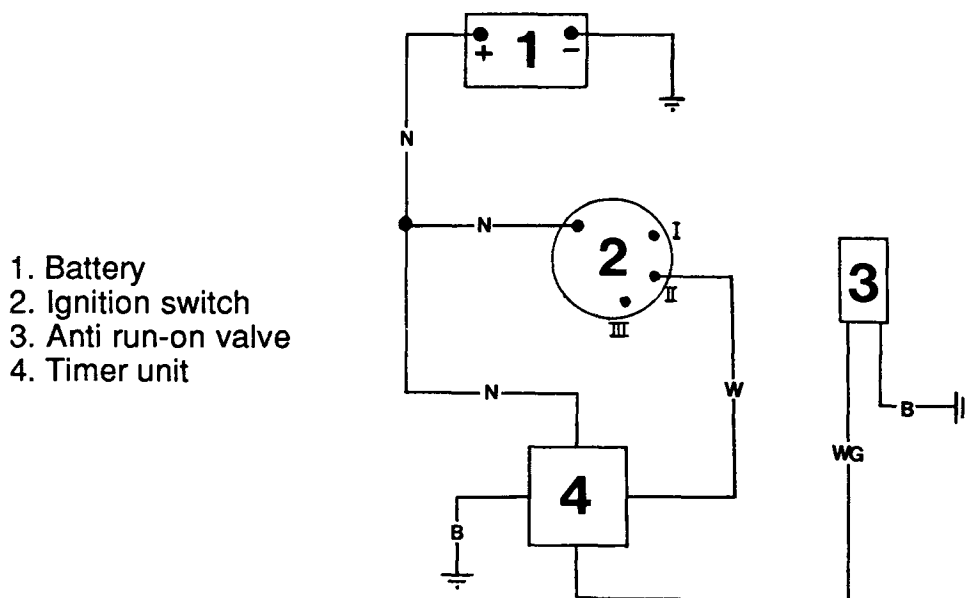 + 1 −
N
N
I
2
II
III
3
1. Battery
2. Ignition switch
3. Anti run-on valve
4. Timer unit
N
W
B
WG
4
B